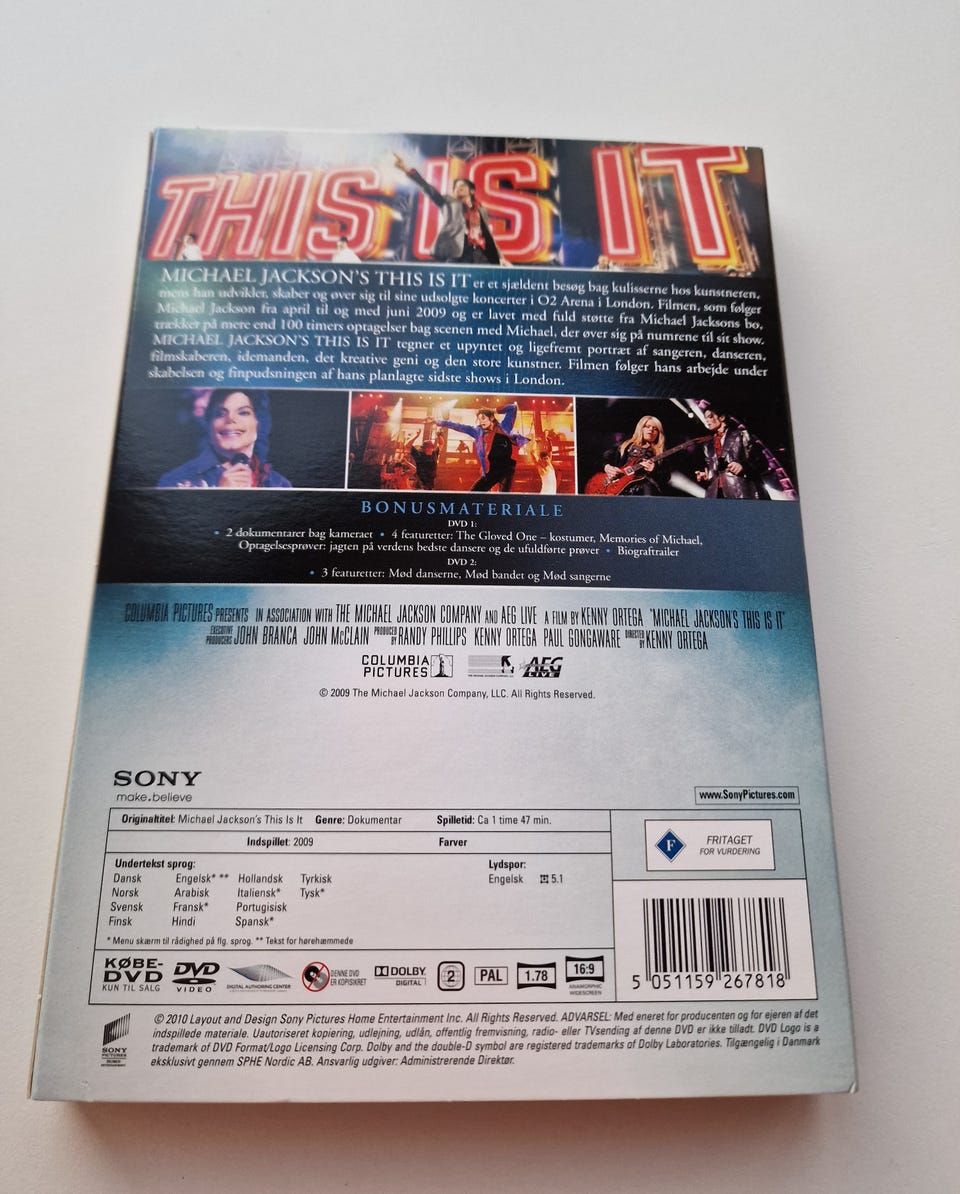 THIS IS IT
MICHAEL JACKSON'S THIS IS IT er et sjældent besøg bag kulisserne hos kunstneren,
mens han udvikler, skaber og øver sig til sine udsolgte koncerter i O2 Arena i London. Filmen, som følger
Michael Jackson fra april til og med juni 2009 og er lavet med fuld støtte fra Michael Jacksons bo,
trækker på mere end 100 timers optagelser bag scenen med Michael, der øver sig på numrene til sit show.
MICHAEL JACKSON'S THIS IS IT tegner et upyntet og ligefremt portræt af sangeren, danseren,
filmskaberen, idemanden, det kreative geni og den store kunstner. Filmen følger hans arbejde under
skabelsen og finpudsningen af hans planlagte sidste shows i London.
BONUSMATERIALE
DVD 1:
• 2 dokumentarer bag kameraet • 4 featuretter: The Gloved One – kostumer, Memories of Michael,
Optagelsesprøver: jagten på verdens bedste dansere og de ufuldførte prøver • Biograftrailer
DVD 2:
• 3 featuretter: Mød danserne, Mød bandet og Mød sangerne
COLUMBIA PICTURES PRESENTS IN ASSOCIATION WITH THE MICHAEL JACKSON COMPANY AND AEG LIVE A FILM BY KENNY ORTEGA "MICHAEL JACKSON'S THIS IS IT"
EXECUTIVE PRODUCERS JOHN BRANCA JOHN McCLAIN PRODUCED BY RANDY PHILLIPS KENNY ORTEGA PAUL GONGAWARE DIRECTED BY KENNY ORTEGA
COLUMBIA PICTURES AEG LIVE
© 2009 The Michael Jackson Company, LLC. All Rights Reserved.
SONY
make.believe
www.SonyPictures.com
Originaltitel: Michael Jackson's This Is It Genre: Dokumentar Spilletid: Ca 1 time 47 min.
Indspillet: 2009 Farver
FRITAGET
F FOR VURDERING
Undertekst sprog: Lydspor:
Dansk Engelsk* ** Hollandsk Tyrkisk Engelsk 5.1
Norsk Arabisk Italiensk* Tysk*
Svensk Fransk* Portugisisk
Finsk Hindi Spansk*
* Menu skærm til rådighed på flg. sprog. ** Tekst for hørehæmmede
KØBE-
DVD
KUN TIL SALG
DVD VIDEO
DIGITAL AUTHORING CENTER
DENNE DVD
ER KOPISIKRET
DOLBY DIGITAL
2
PAL
1.78
16:9
ANAMORPHIC
WIDESCREEN
5 051159 267818
SONY PICTURES HOME ENTERTAINMENT
© 2010 Layout and Design Sony Pictures Home Entertainment Inc. All Rights Reserved. ADVARSEL: Med eneret for producenten og for ejeren af det
indspillede materiale. Uautoriseret kopiering, udlejning, udlån, offentlig fremvisning, radio- eller TVsending af denne DVD er ikke tilladt. DVD Logo is a
trademark of DVD Format/Logo Licensing Corp. Dolby and the double-D symbol are registered trademarks of Dolby Laboratories. Tilgængelig i Danmark
eksklusivt gennem SPHE Nordic AB. Ansvarlig udgiver: Administrerende Direktør.